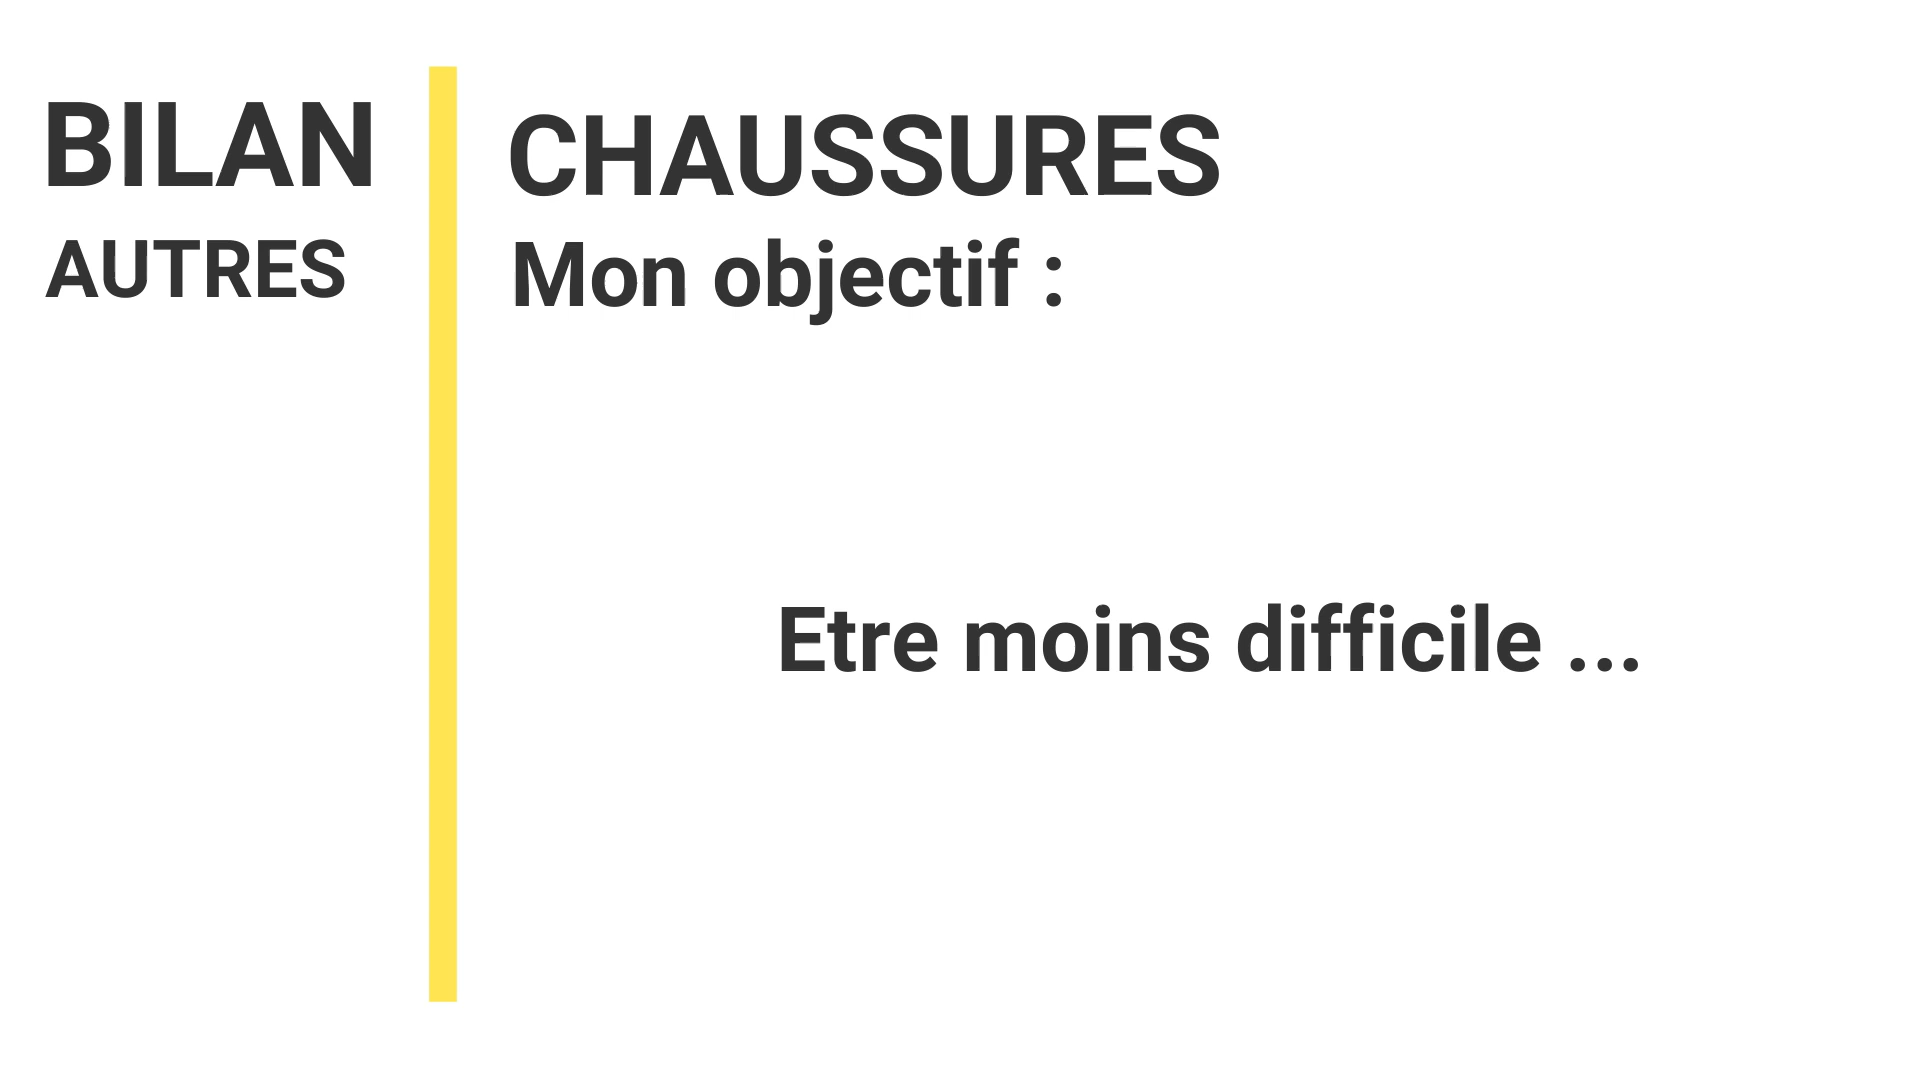 BILAN
AUTRES
CHAUSSURES
Mon objectif :
Etre moins difficile ...